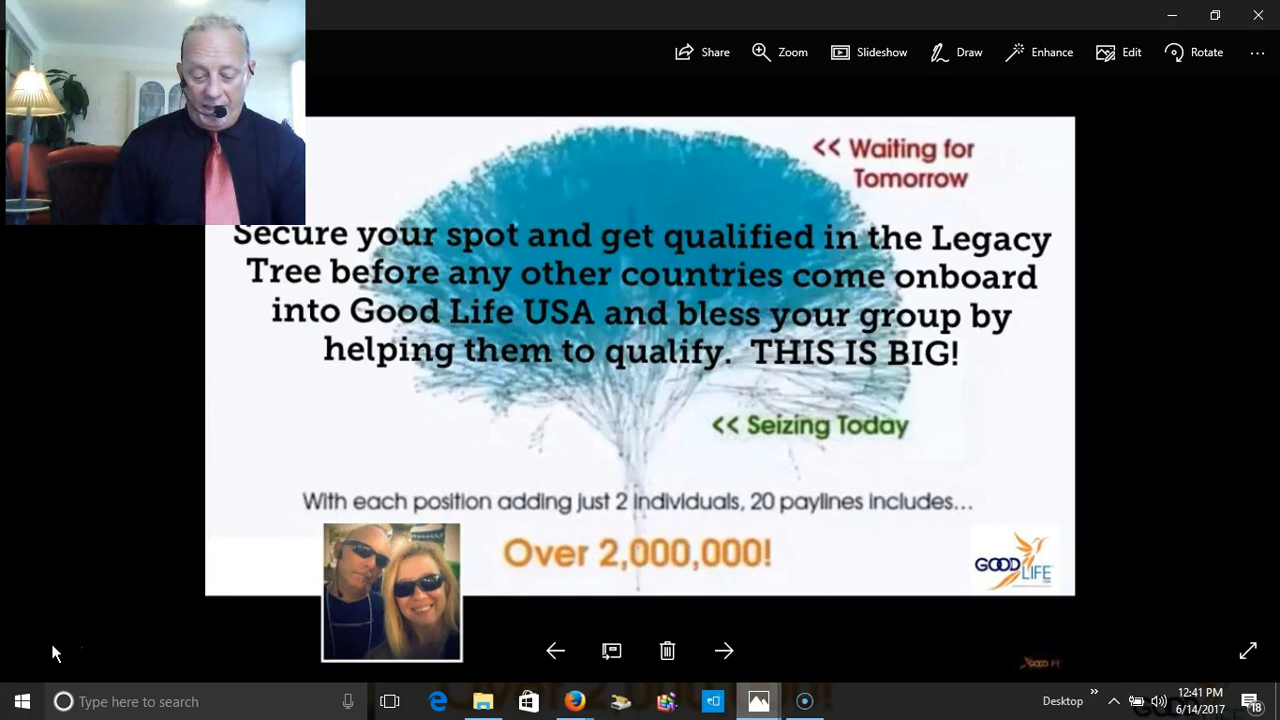 Share
Zoom
Slideshow
Draw
Enhance
Edit
Rotate
<< Waiting for
Tomorrow
Secure your spot and get qualified in the Legacy
Tree before any other countries come onboard
into Good Life USA and bless your group by
helping them to qualify. THIS IS BIG!
<< Seizing Today
With each position adding just 2 individuals, 20 paylines includes...
Over 2,000,000!
GOOD
LIFE
Type here to search
Desktop
12:41 PM
6/14/2017
18